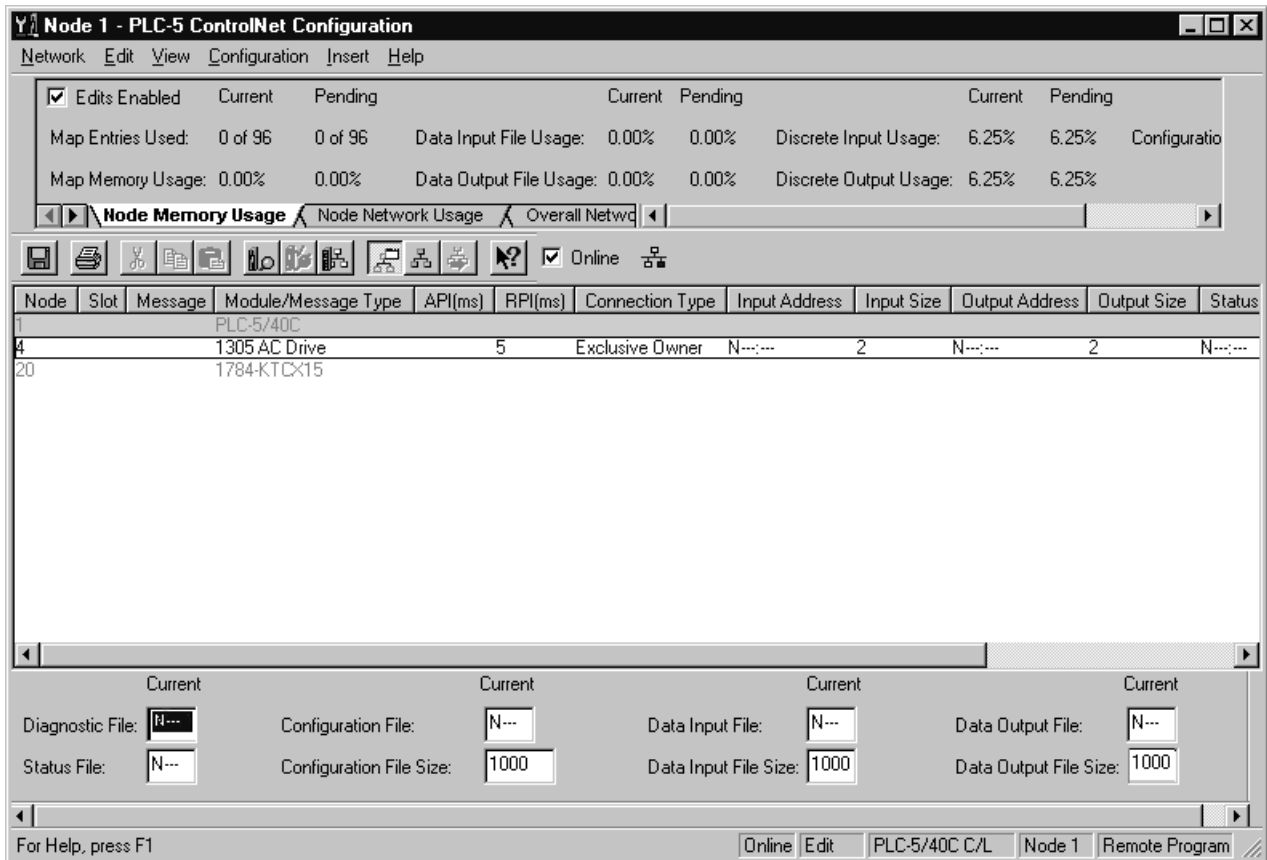 Node 1 - PLC-5 ControlNet Configuration
Network Edit View Configuration Insert Help
Edits Enabled Current Pending Current Pending Current Pending
Map Entries Used: 0 of 96 0 of 96 Data Input File Usage: 0.00% 0.00% Discrete Input Usage: 6.25% 6.25% Configuratio
Map Memory Usage: 0.00% 0.00% Data Output File Usage: 0.00% 0.00% Discrete Output Usage: 6.25% 6.25%
Node Memory Usage Node Network Usage Overall Netwo
Online
Node Slot Message Module/Message Type API(ms) RPI(ms) Connection Type Input Address Input Size Output Address Output Size Status
1 PLC-5/40C
4 1305 AC Drive 5 Exclusive Owner N---:--- 2 N---:--- 2 N---:---
20 1784-KTCX15
Current Current Current Current
Diagnostic File: N--- Configuration File: N--- Data Input File: N--- Data Output File: N---
Status File: N--- Configuration File Size: 1000 Data Input File Size: 1000 Data Output File Size: 1000
For Help, press F1 Online Edit PLC-5/40C C/L Node 1 Remote Program